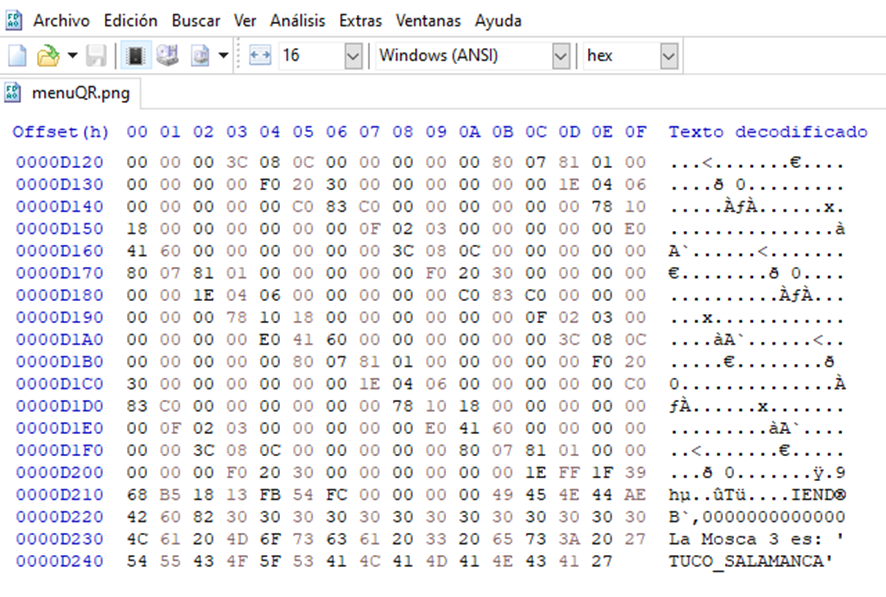 Archivo Edición Buscar Ver Análisis Extras Ventanas Ayuda
16 Windows (ANSI) hex
menuQR.png
Offset(h) 00 01 02 03 04 05 06 07 08 09 0A 0B 0C 0D 0E 0F Texto decodificado
0000D120 00 00 00 3C 08 0C 00 00 00 00 00 80 07 81 01 00 ...<.......€....
0000D130 00 00 00 00 F0 20 30 00 00 00 00 00 00 1E 04 06 ....ð 0.........
0000D140 00 00 00 00 00 C0 83 C0 00 00 00 00 00 00 78 10 .....ÀƒÀ......x.
0000D150 18 00 00 00 00 00 00 0F 02 03 00 00 00 00 00 E0 ...............à
0000D160 41 60 00 00 00 00 00 00 3C 08 0C 00 00 00 00 00 A`......<.......
0000D170 80 07 81 01 00 00 00 00 00 F0 20 30 00 00 00 00 €........ð 0....
0000D180 00 00 1E 04 06 00 00 00 00 00 C0 83 C0 00 00 00 ..........ÀƒÀ...
0000D190 00 00 00 78 10 18 00 00 00 00 00 00 0F 02 03 00 ...x............
0000D1A0 00 00 00 00 E0 41 60 00 00 00 00 00 00 3C 08 0C ....àA`......<..
0000D1B0 00 00 00 00 00 80 07 81 01 00 00 00 00 00 F0 20 .....€........ð
0000D1C0 30 00 00 00 00 00 00 1E 04 06 00 00 00 00 00 C0 0..............À
0000D1D0 83 C0 00 00 00 00 00 00 78 10 18 00 00 00 00 00 ƒÀ......x.......
0000D1E0 00 0F 02 03 00 00 00 00 00 E0 41 60 00 00 00 00 .........àA`....
0000D1F0 00 00 3C 08 0C 00 00 00 00 00 80 07 81 01 00 00 ..<.......€.....
0000D200 00 00 00 F0 20 30 00 00 00 00 00 00 1E FF 1F 39 ...ð 0.......ÿ.9
0000D210 68 B5 18 13 FB 54 FC 00 00 00 00 49 45 4E 44 AE hµ..ûTü....IEND®
0000D220 42 60 82 30 30 30 30 30 30 30 30 30 30 30 30 30 B`‚0000000000000
0000D230 4C 61 20 4D 6F 73 63 61 20 33 20 65 73 3A 20 27 La Mosca 3 es: '
0000D240 54 55 43 4F 5F 53 41 4C 41 4D 41 4E 43 41 27 TUCO_SALAMANCA'